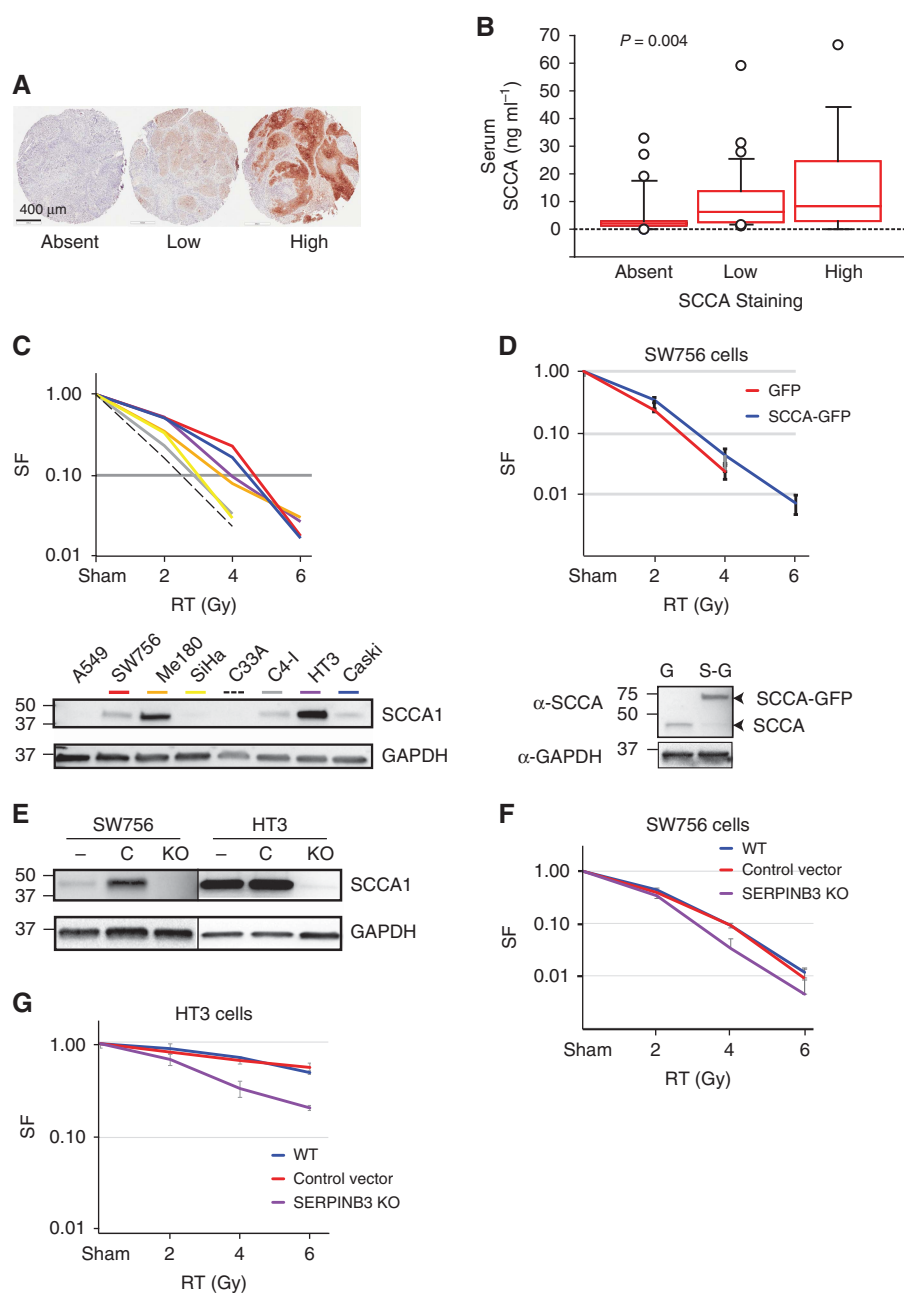 A
400 μm
Absent Low High
B
P = 0.004
Serum
SCCA (ng ml⁻¹)
70
60
50
40
30
20
10
0
Absent Low High
SCCA Staining
C
SF
1.00
0.10
0.01
Sham 2 4 6
RT (Gy)
A549 SW756 Me180 SiHa C33A C4-I HT3 Caski
50
37
SCCA1
37
GAPDH
D
SW756 cells
GFP
SCCA-GFP
SF
1.00
0.10
0.01
Sham 2 4 6
RT (Gy)
G S-G
α-SCCA
75
50
SCCA-GFP
SCCA
37
α-GAPDH
E
SW756 HT3
– C KO – C KO
50
37
SCCA1
37
GAPDH
F
SW756 cells
WT
Control vector
SERPINB3 KO
SF
1.00
0.10
0.01
Sham 2 4 6
RT (Gy)
G
HT3 cells
SF
1.00
0.10
0.01
WT
Control vector
SERPINB3 KO
Sham 2 4 6
RT (Gy)